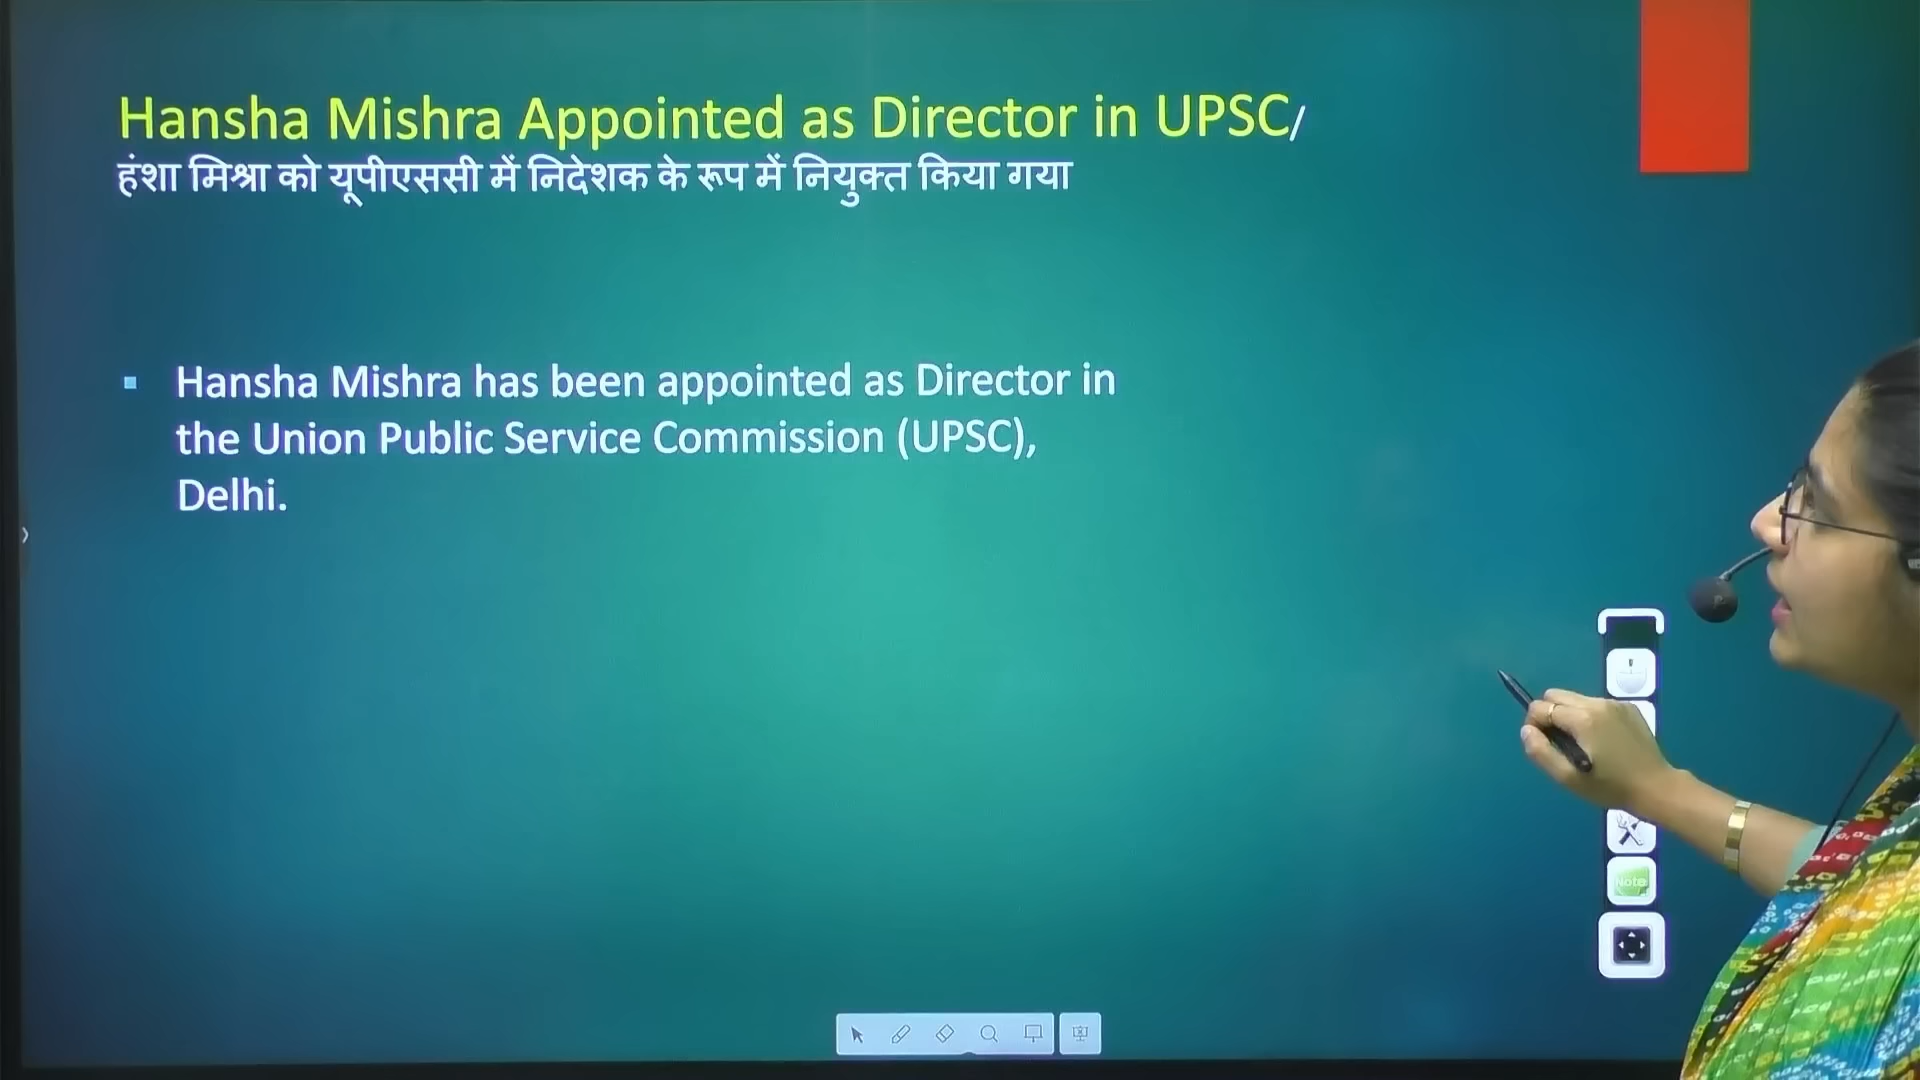 Hansha Mishra Appointed as Director in UPSC/
हंशा मिश्रा को यूपीएससी में निदेशक के रूप में नियुक्त किया गया
Hansha Mishra has been appointed as Director in
the Union Public Service Commission (UPSC),
Delhi.
Note